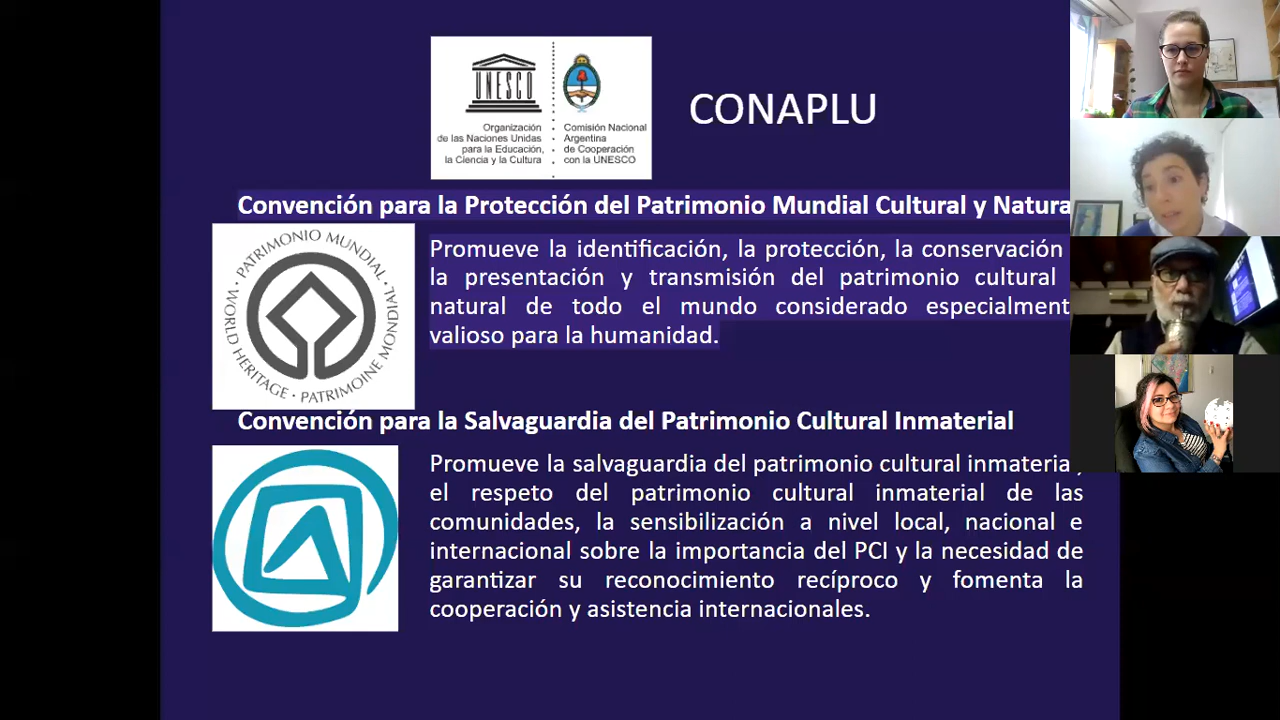 UNESCO
Organización
de las Naciones Unidas
para la Educación,
la Ciencia y la Cultura
Comisión Nacional
Argentina
de Cooperación
con la UNESCO
CONAPLU
Convención para la Protección del Patrimonio Mundial Cultural y Natura
PATRIMONIO MUNDIAL • WORLD HERITAGE • PATRIMOINE MONDIAL •
Promueve la identificación, la protección, la conservación
la presentación y transmisión del patrimonio cultural
natural de todo el mundo considerado especialment
valioso para la humanidad.
Convención para la Salvaguardia del Patrimonio Cultural Inmaterial
Promueve la salvaguardia del patrimonio cultural inmaterial,
el respeto del patrimonio cultural inmaterial de las
comunidades, la sensibilización a nivel local, nacional e
internacional sobre la importancia del PCI y la necesidad de
garantizar su reconocimiento recíproco y fomenta la
cooperación y asistencia internacionales.